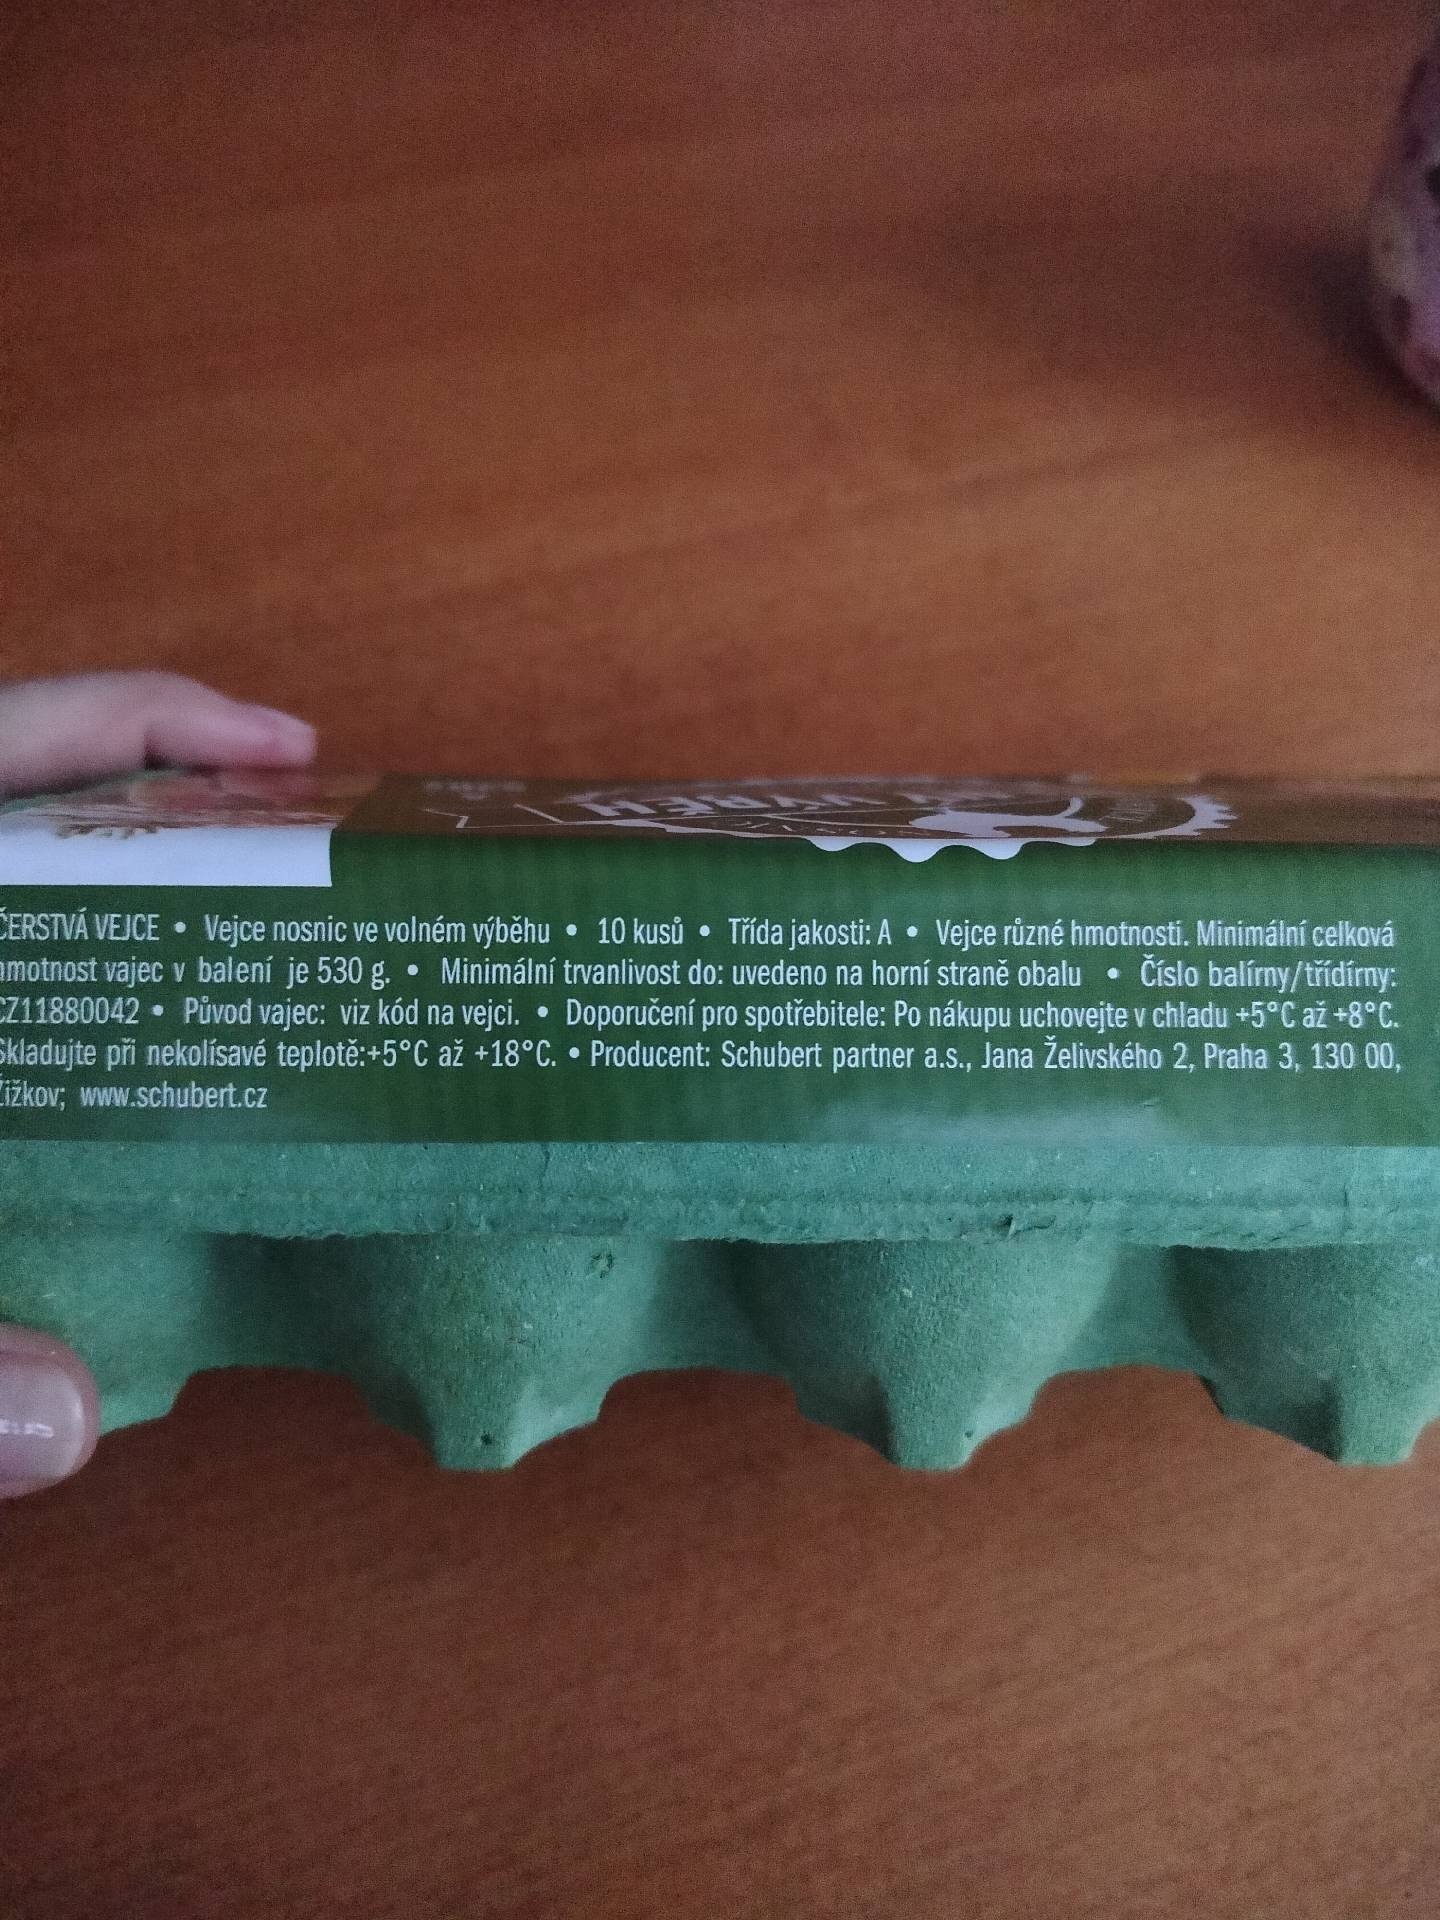 VÝBĚH
ČERSTVÁ VEJCE • Vejce nosnic ve volném výběhu • 10 kusů • Třída jakosti: A • Vejce různé hmotnosti. Minimální celková
hmotnost vajec v balení je 530 g. • Minimální trvanlivost do: uvedeno na horní straně obalu • Číslo balírny/třídírny:
CZ11880042 • Původ vajec: viz kód na vejci. • Doporučení pro spotřebitele: Po nákupu uchovejte v chladu +5°C až +8°C.
Skladujte při nekolísavé teplotě:+5°C až +18°C. • Producent: Schubert partner a.s., Jana Želivského 2, Praha 3, 130 00,
Žižkov; www.schubert.cz